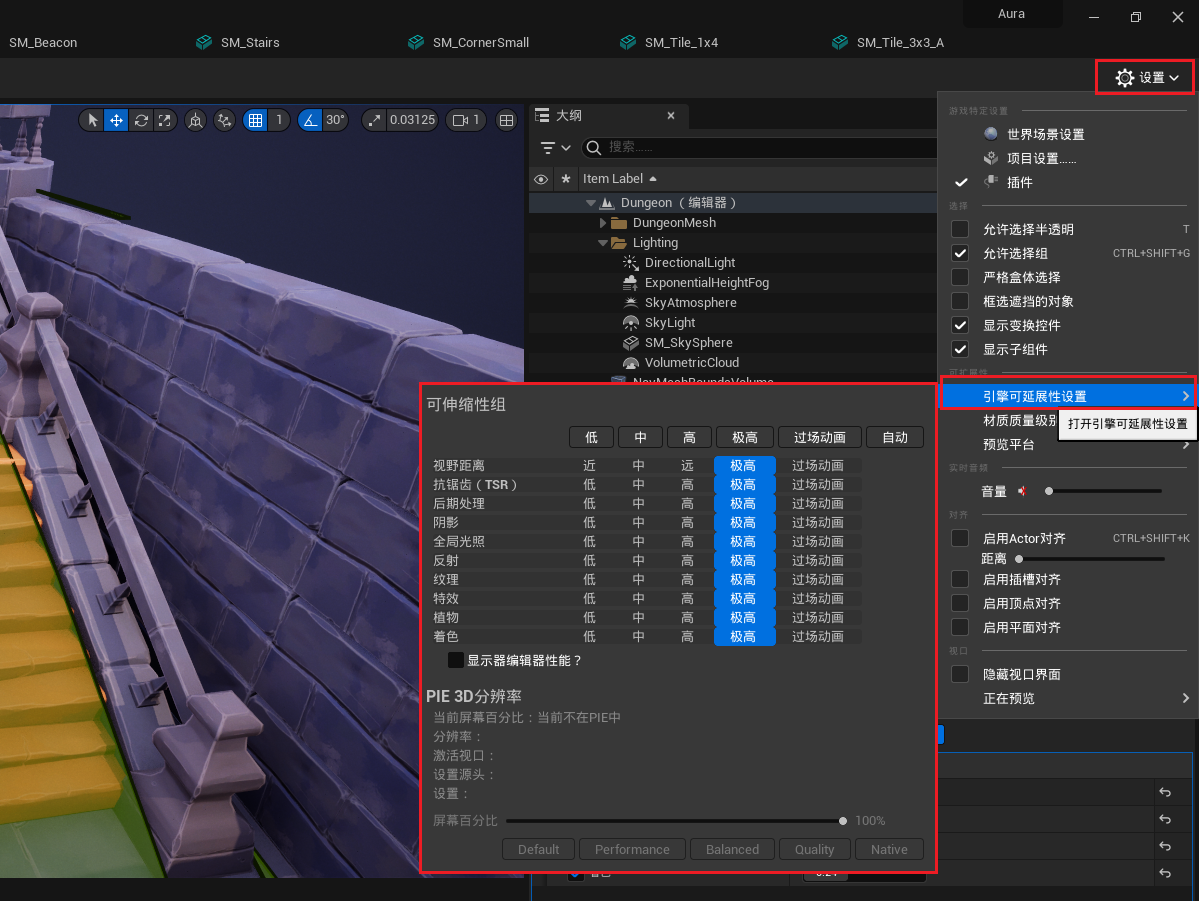 Aura
SM_Beacon
SM_Stairs
SM_CornerSmall
SM_Tile_1x4
SM_Tile_3x3_A
设置
1
30°
0.03125
1
大纲
搜索......
Item Label
Dungeon（编辑器）
DungeonMesh
Lighting
DirectionalLight
ExponentialHeightFog
SkyAtmosphere
SkyLight
SM_SkySphere
VolumetricCloud
NavMeshBoundsVolume
游戏特定设置
世界场景设置
项目设置......
插件
选择
允许选择半透明 T
允许选择组 CTRL+SHIFT+G
严格盒体选择
框选遮挡的对象
显示变换控件
显示子组件
可扩展性
引擎可延展性设置
材质质量级别
打开引擎可延展性设置
预览平台
实时音频
音量
对齐
启用Actor对齐 CTRL+SHIFT+K
距离
启用插槽对齐
启用顶点对齐
启用平面对齐
视口
隐藏视口界面
正在预览
可伸缩性组
低 中 高 极高 过场动画 自动
视野距离 近 中 远 极高 过场动画
抗锯齿（TSR） 低 中 高 极高 过场动画
后期处理 低 中 高 极高 过场动画
阴影 低 中 高 极高 过场动画
全局光照 低 中 高 极高 过场动画
反射 低 中 高 极高 过场动画
纹理 低 中 高 极高 过场动画
特效 低 中 高 极高 过场动画
植物 低 中 高 极高 过场动画
着色 低 中 高 极高 过场动画
显示器编辑器性能？
PIE 3D分辨率
当前屏幕百分比：当前不在PIE中
分辨率：
激活视口：
设置源头：
设置：
屏幕百分比 100%
Default Performance Balanced Quality Native